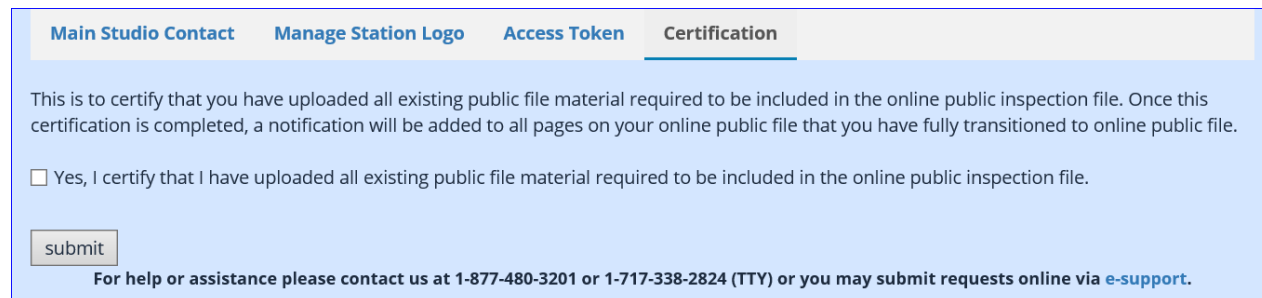 Main Studio Contact Manage Station Logo Access Token Certification
This is to certify that you have uploaded all existing public file material required to be included in the online public inspection file. Once this
certification is completed, a notification will be added to all pages on your online public file that you have fully transitioned to online public file.
Yes, I certify that I have uploaded all existing public file material required to be included in the online public inspection file.
submit
For help or assistance please contact us at 1-877-480-3201 or 1-717-338-2824 (TTY) or you may submit requests online via e-support.